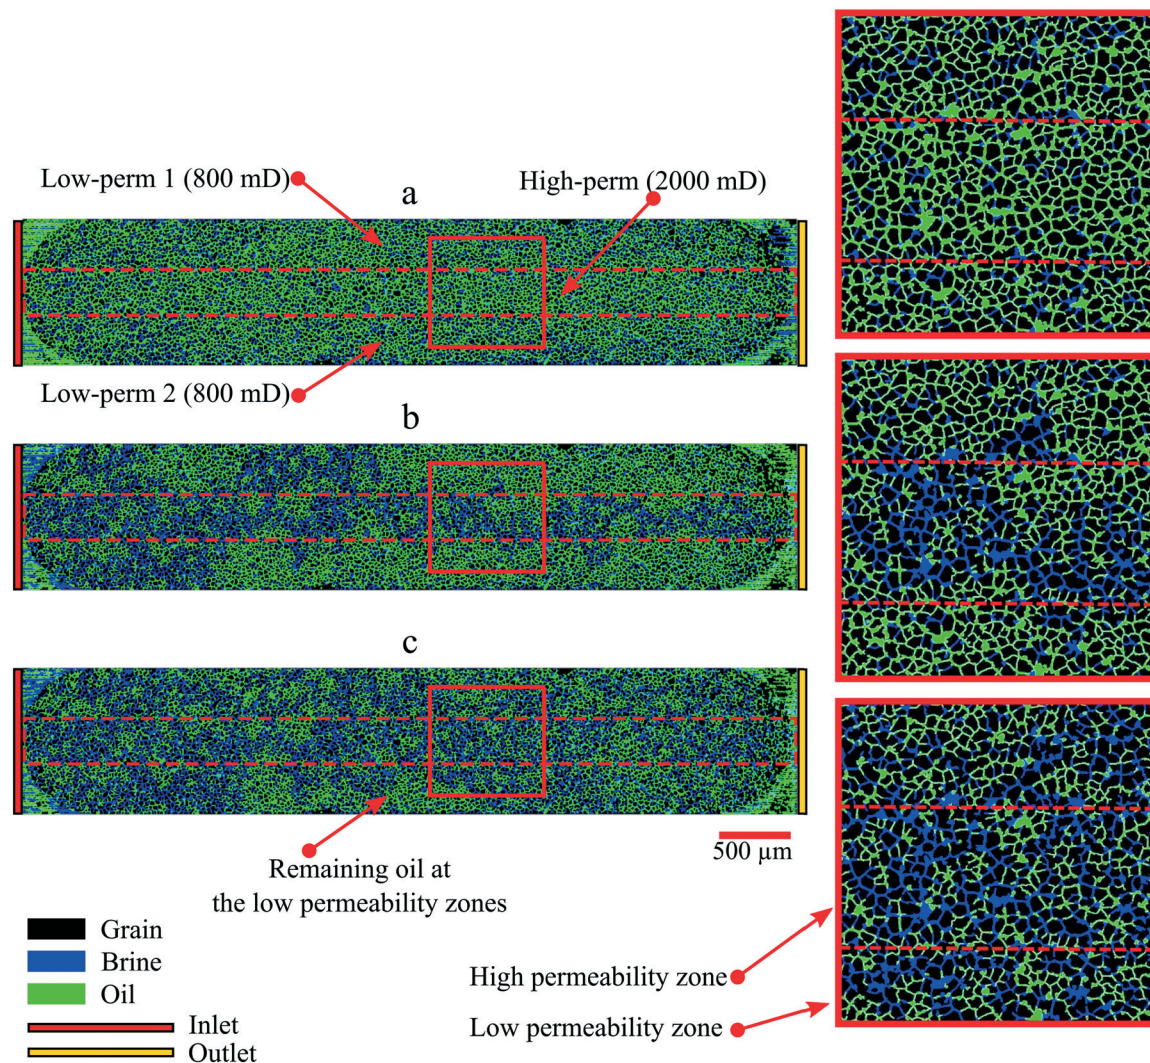 Low-perm 1 (800 mD)
a
High-perm (2000 mD)
Low-perm 2 (800 mD)
b
c
500 µm
Remaining oil at
the low permeability zones
Grain
Brine
Oil
Inlet
Outlet
High permeability zone
Low permeability zone